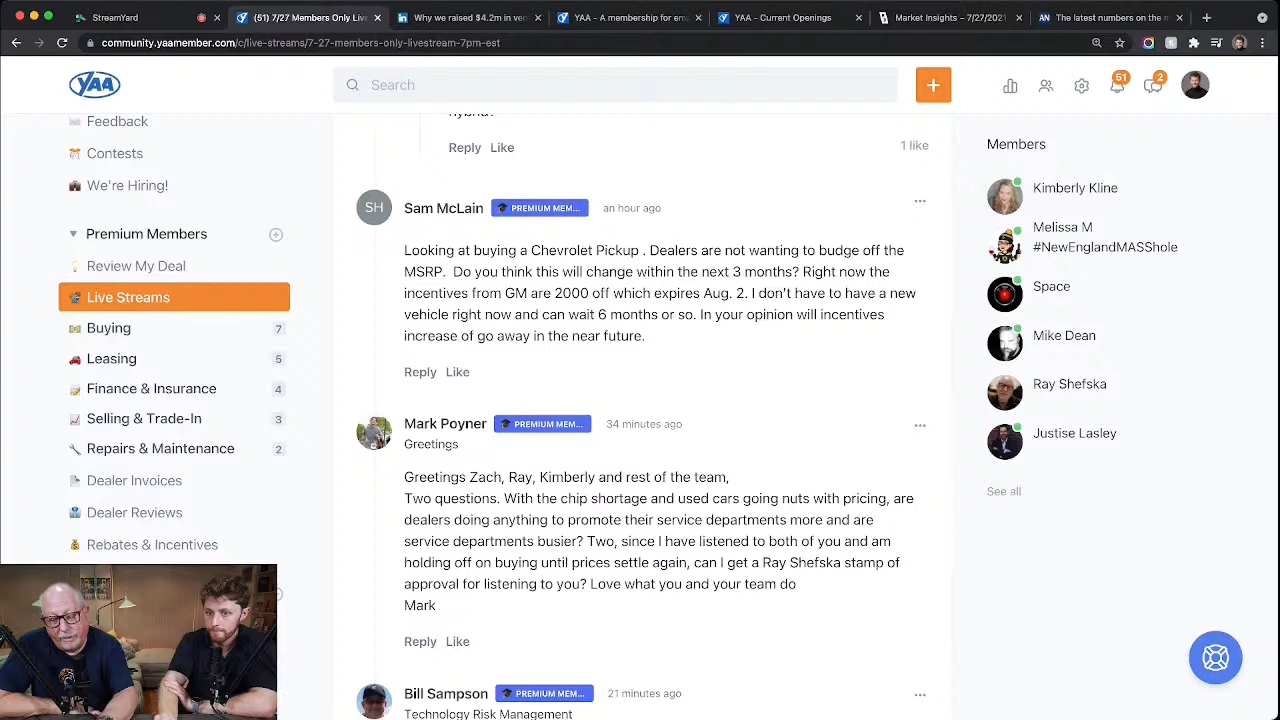 StreamYard
(51) 7/27 Members Only Live
Why we raised $4.2m in ven
YAA - A membership for ema
YAA - Current Openings
Market Insights - 7/27/2021
The latest numbers on the m
community.yaamember.com/c/live-streams/7-27-members-only-livestream-7pm-est
YAA
Search
51
2
Feedback
Contests
We're Hiring!
Premium Members
Review My Deal
Live Streams
Buying 7
Leasing 5
Finance & Insurance 4
Selling & Trade-In 3
Repairs & Maintenance 2
Dealer Invoices
Dealer Reviews
Rebates & Incentives
Reply Like
1 like
SH
Sam McLain PREMIUM MEM... an hour ago
Looking at buying a Chevrolet Pickup . Dealers are not wanting to budge off the
MSRP. Do you think this will change within the next 3 months? Right now the
incentives from GM are 2000 off which expires Aug. 2. I don't have to have a new
vehicle right now and can wait 6 months or so. In your opinion will incentives
increase of go away in the near future.
Reply Like
Mark Poyner PREMIUM MEM... 34 minutes ago
Greetings
Greetings Zach, Ray, Kimberly and rest of the team,
Two questions. With the chip shortage and used cars going nuts with pricing, are
dealers doing anything to promote their service departments more and are
service departments busier? Two, since I have listened to both of you and am
holding off on buying until prices settle again, can I get a Ray Shefska stamp of
approval for listening to you? Love what you and your team do
Mark
Reply Like
Bill Sampson PREMIUM MEM... 21 minutes ago
Technology Risk Management
Members
Kimberly Kline
Melissa M
#NewEnglandMASShole
Space
Mike Dean
Ray Shefska
Justise Lasley
See all